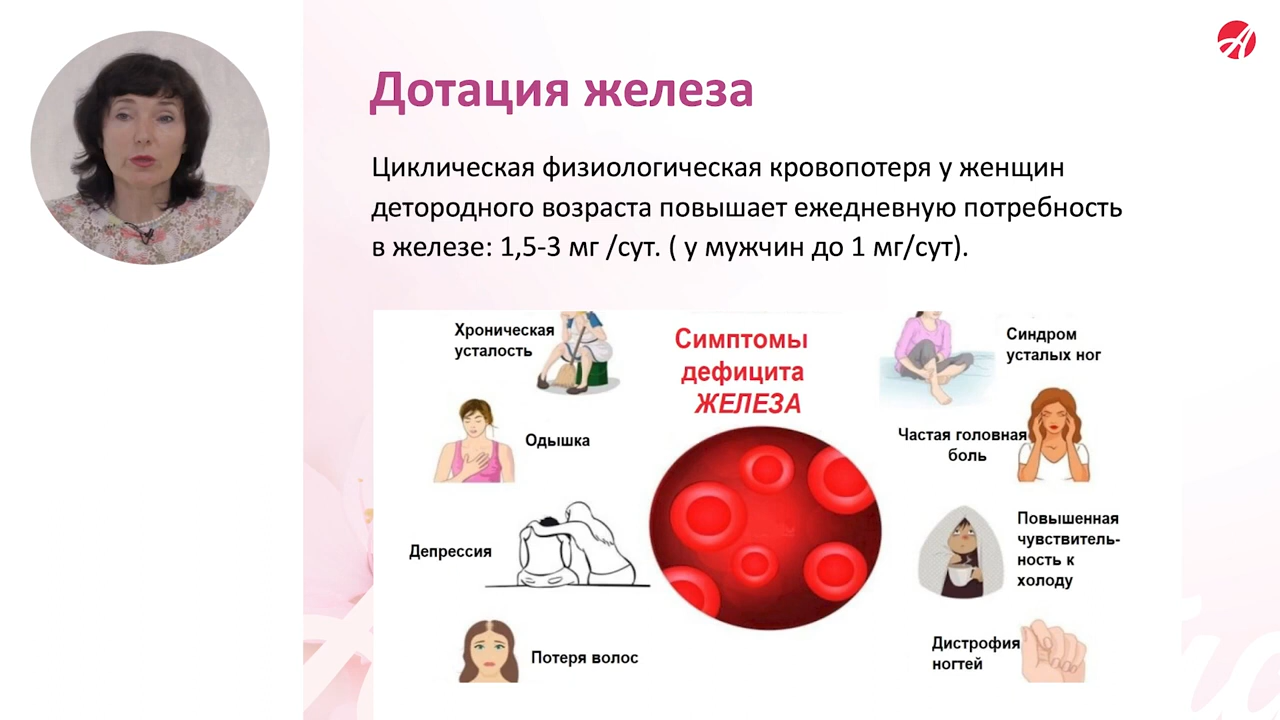 Дотация железа
Циклическая физиологическая кровопотеря у женщин
детородного возраста повышает ежедневную потребность
в железе: 1,5-3 мг /сут. ( у мужчин до 1 мг/сут).
Симптомы
дефицита
ЖЕЛЕЗА
Хроническая
усталость
Одышка
Депрессия
Потеря волос
Синдром
усталых ног
Частая головная
боль
Повышенная
чувствитель-
ность к
холоду
Дистрофия
ногтей